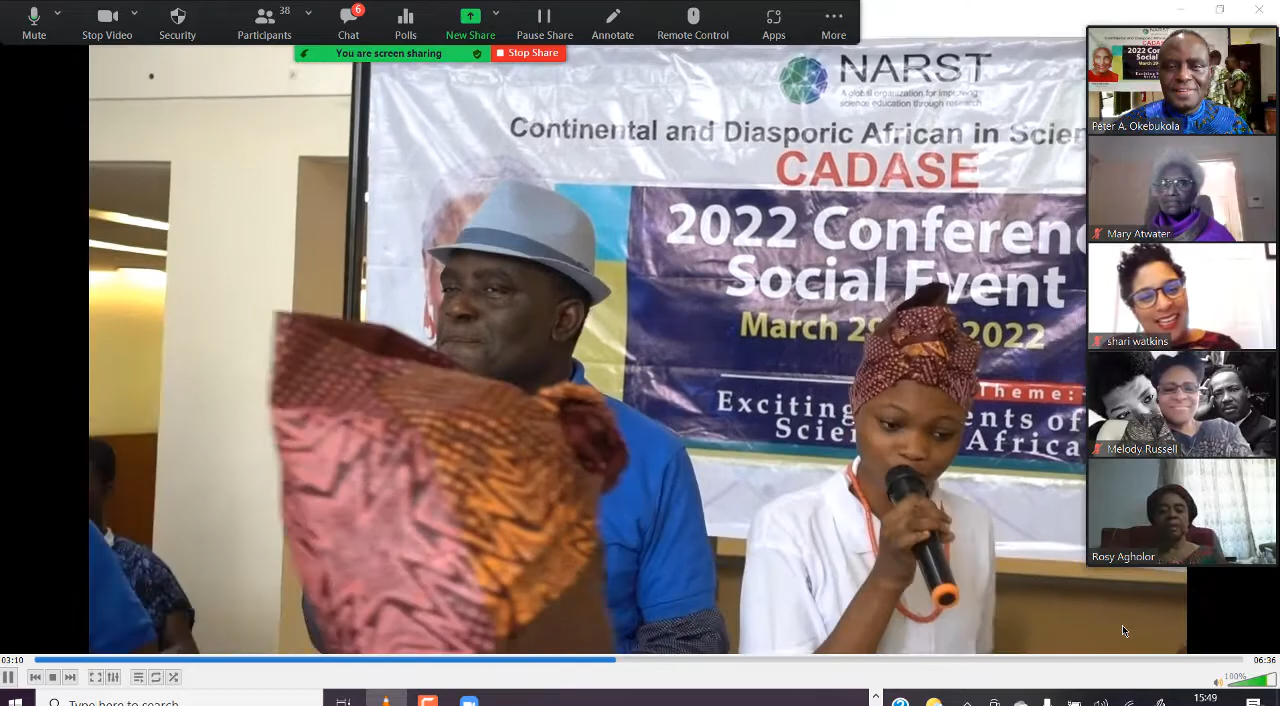 Mute
Stop Video
Security
Participants
38
Chat
6
Polls
New Share
Pause Share
Annotate
Remote Control
Apps
More
You are screen sharing
Stop Share
NARST
A global organization for improving
science education through research
Continental and Diasporic African in Scien
CADASE
2022 Conferenc
Social Event
March 29 2022
Theme:
Exciting ents of
Scien Africa
Peter A. Okebukola
Mary Atwater
shari watkins
Melody Russell
Rosy Agholor
03:10
06:36
100%
Type here to search
15:49